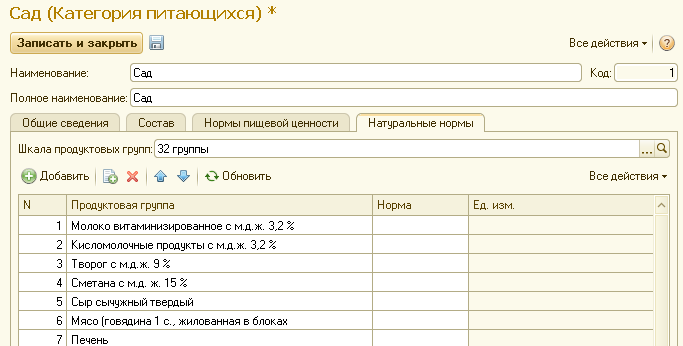 Сад (Категория питающихся) *
Записать и закрыть Все действия
Наименование: Сад Код: 1
Полное наименование: Сад
Общие сведения Состав Нормы пищевой ценности Натуральные нормы
Шкала продуктовых групп: 32 группы ...
Добавить Обновить Все действия
N Продуктовая группа Норма Ед. изм.
1 Молоко витаминизированное с м.д.ж. 3,2 %
2 Кисломолочные продукты с м.д.ж. 3,2 %
3 Творог с м.д.ж. 9 %
4 Сметана с м.д. ж. 15 %
5 Сыр сычужный твердый
6 Мясо (говядина 1 с., жилованная в блоках
7 Печень